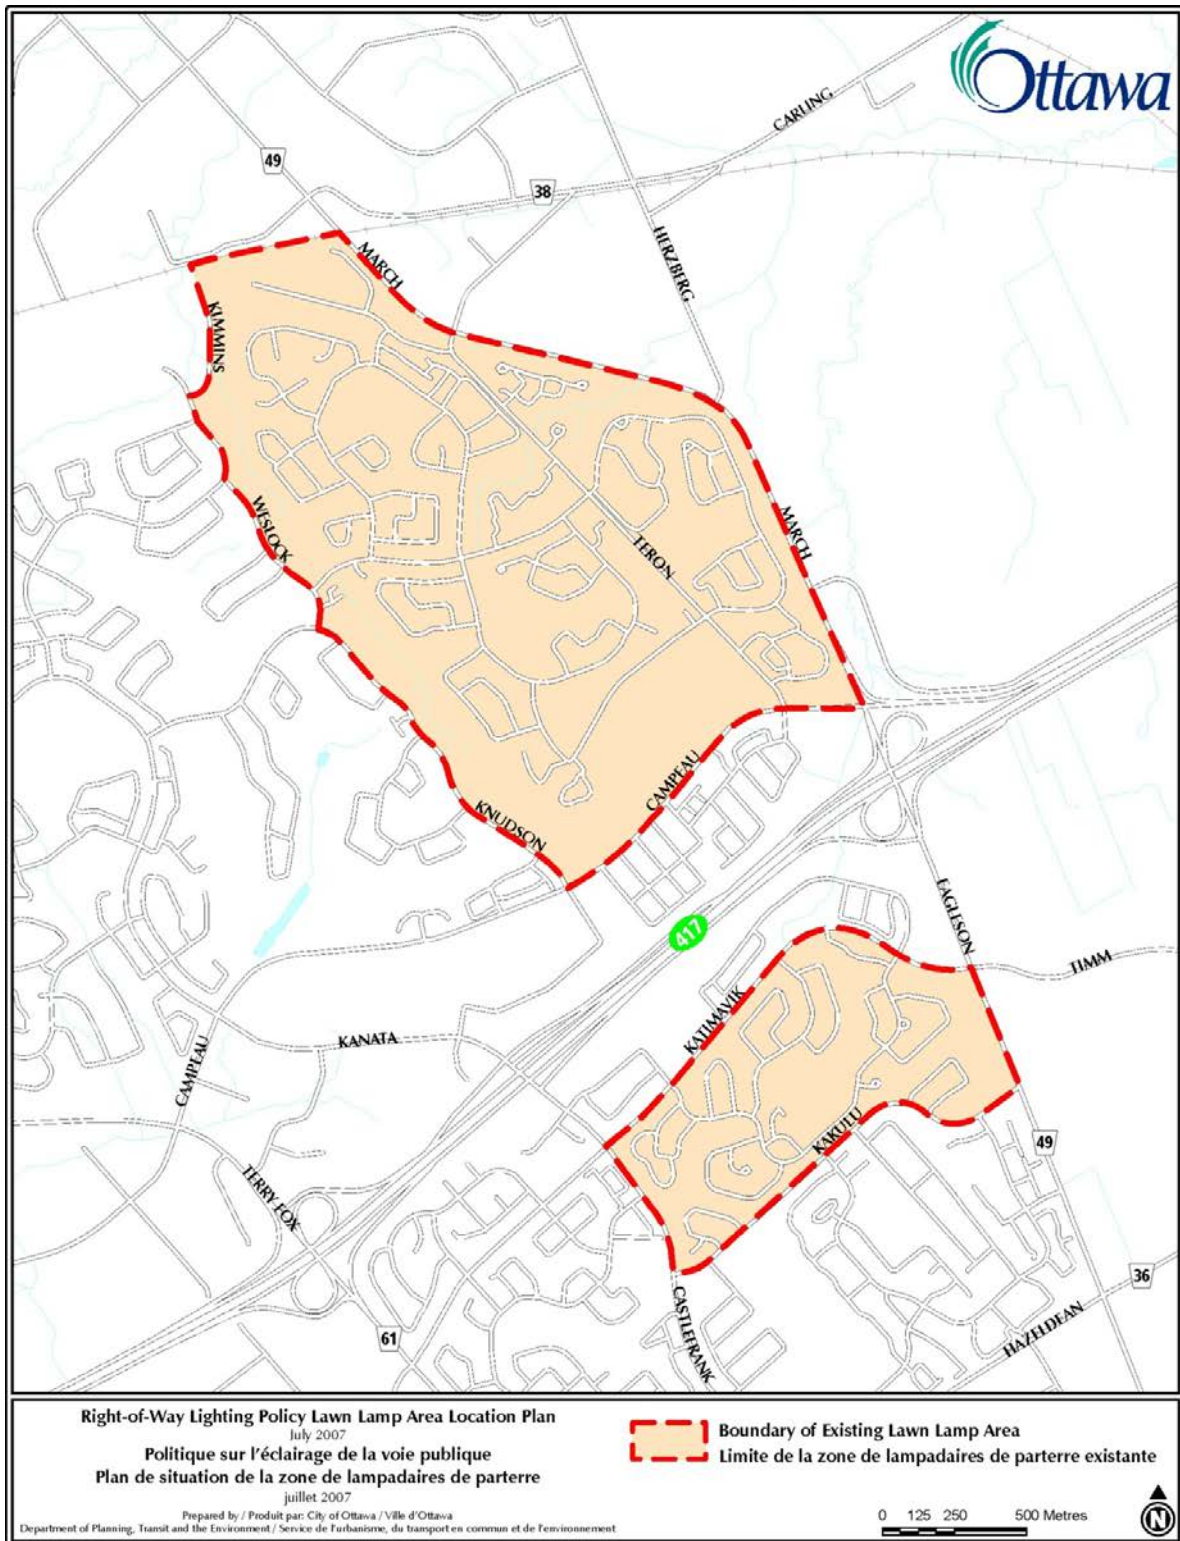 Ottawa
CARLING
49
38
HERZBERG
MARCH
KIMMINS
MARCH
WESLOCK
TERON
CAMPEAU
KNUDSON
EAGLESON
417
TIMM
KATIMAVIK
KANATA
CAMPEAU
KAKULU
49
TERRY FOX
36
CASTLEFRANK
HAZELDEAN
61
Right-of-Way Lighting Policy Lawn Lamp Area Location Plan
July 2007
Politique sur l'éclairage de la voie publique
Plan de situation de la zone de lampadaires de parterre
juillet 2007
Prepared by / Produit par: City of Ottawa / Ville d'Ottawa
Department of Planning, Transit and the Environment / Service de l'urbanisme, du transport en commun et de l'environnement
Boundary of Existing Lawn Lamp Area
Limite de la zone de lampadaires de parterre existante
0 125 250 500 Metres
N